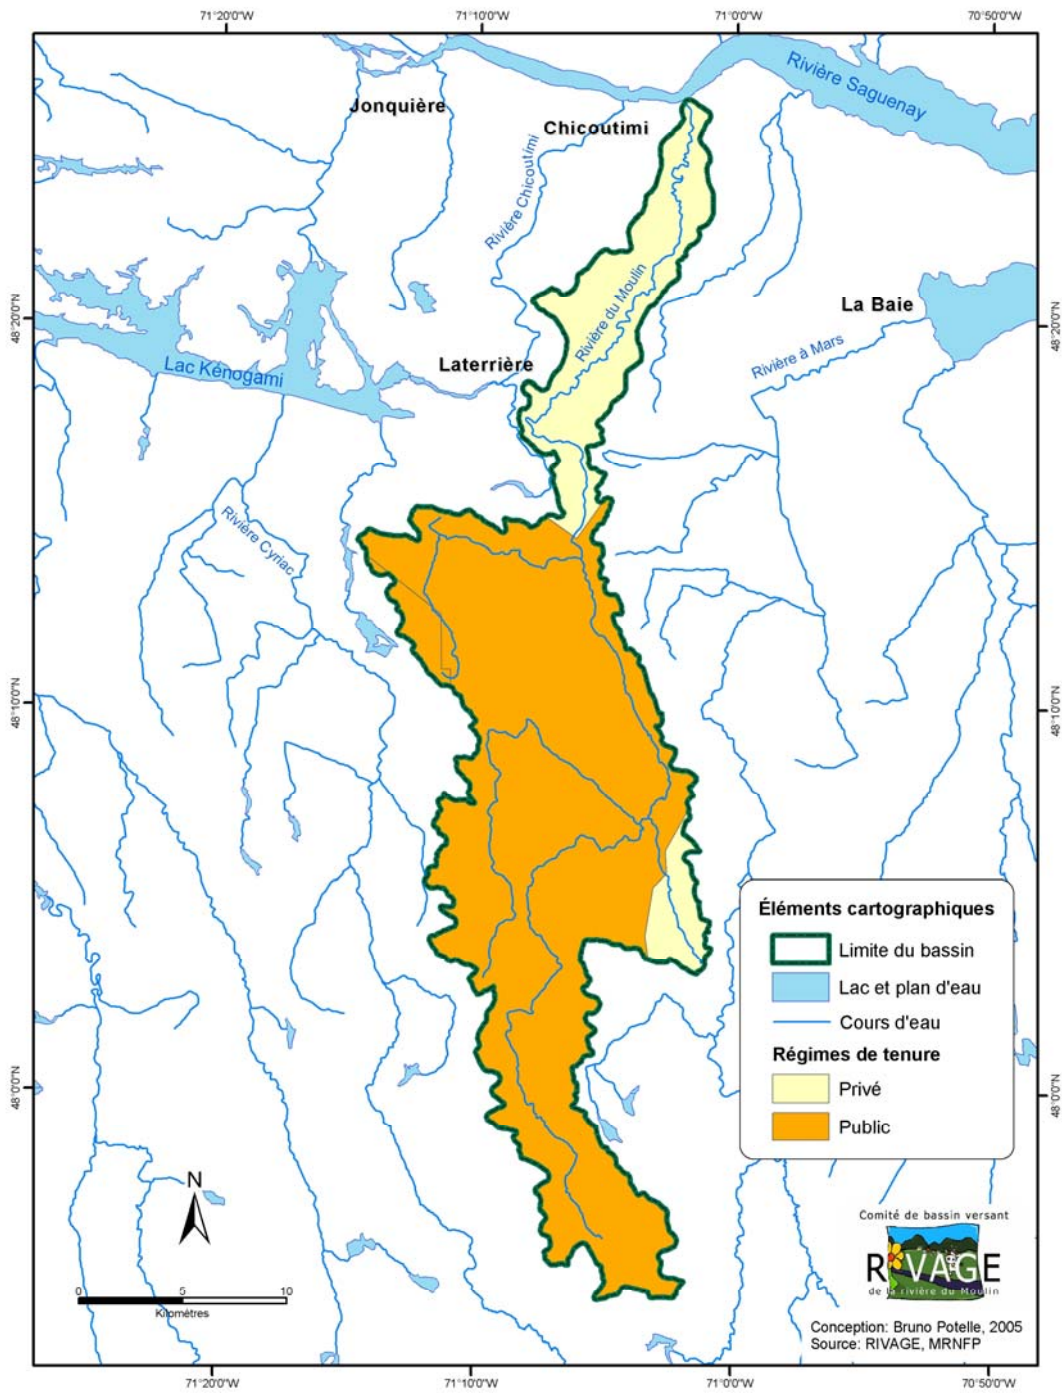 71°20'0"W
71°10'0"W
71°0'0"W
70°50'0"W
Rivière Saguenay
Jonquière
Chicoutimi
Rivière Chicoutimi
Rivière du Moulin
La Baie
48°20'0"N
48°20'0"N
Rivière à Mars
Laterrière
Lac Kénogami
Rivière Cyriac
48°10'0"N
48°10'0"N
Éléments cartographiques
Limite du bassin
Lac et plan d'eau
Cours d'eau
Régimes de tenure
Privé
Public
48°0'0"N
48°0'0"N
N
0 5 10
Kilomètres
Comité de bassin versant
RIVAGE
de la rivière du Moulin
Conception: Bruno Potelle, 2005
Source: RIVAGE, MRNFP
71°20'0"W
71°10'0"W
71°0'0"W
70°50'0"W